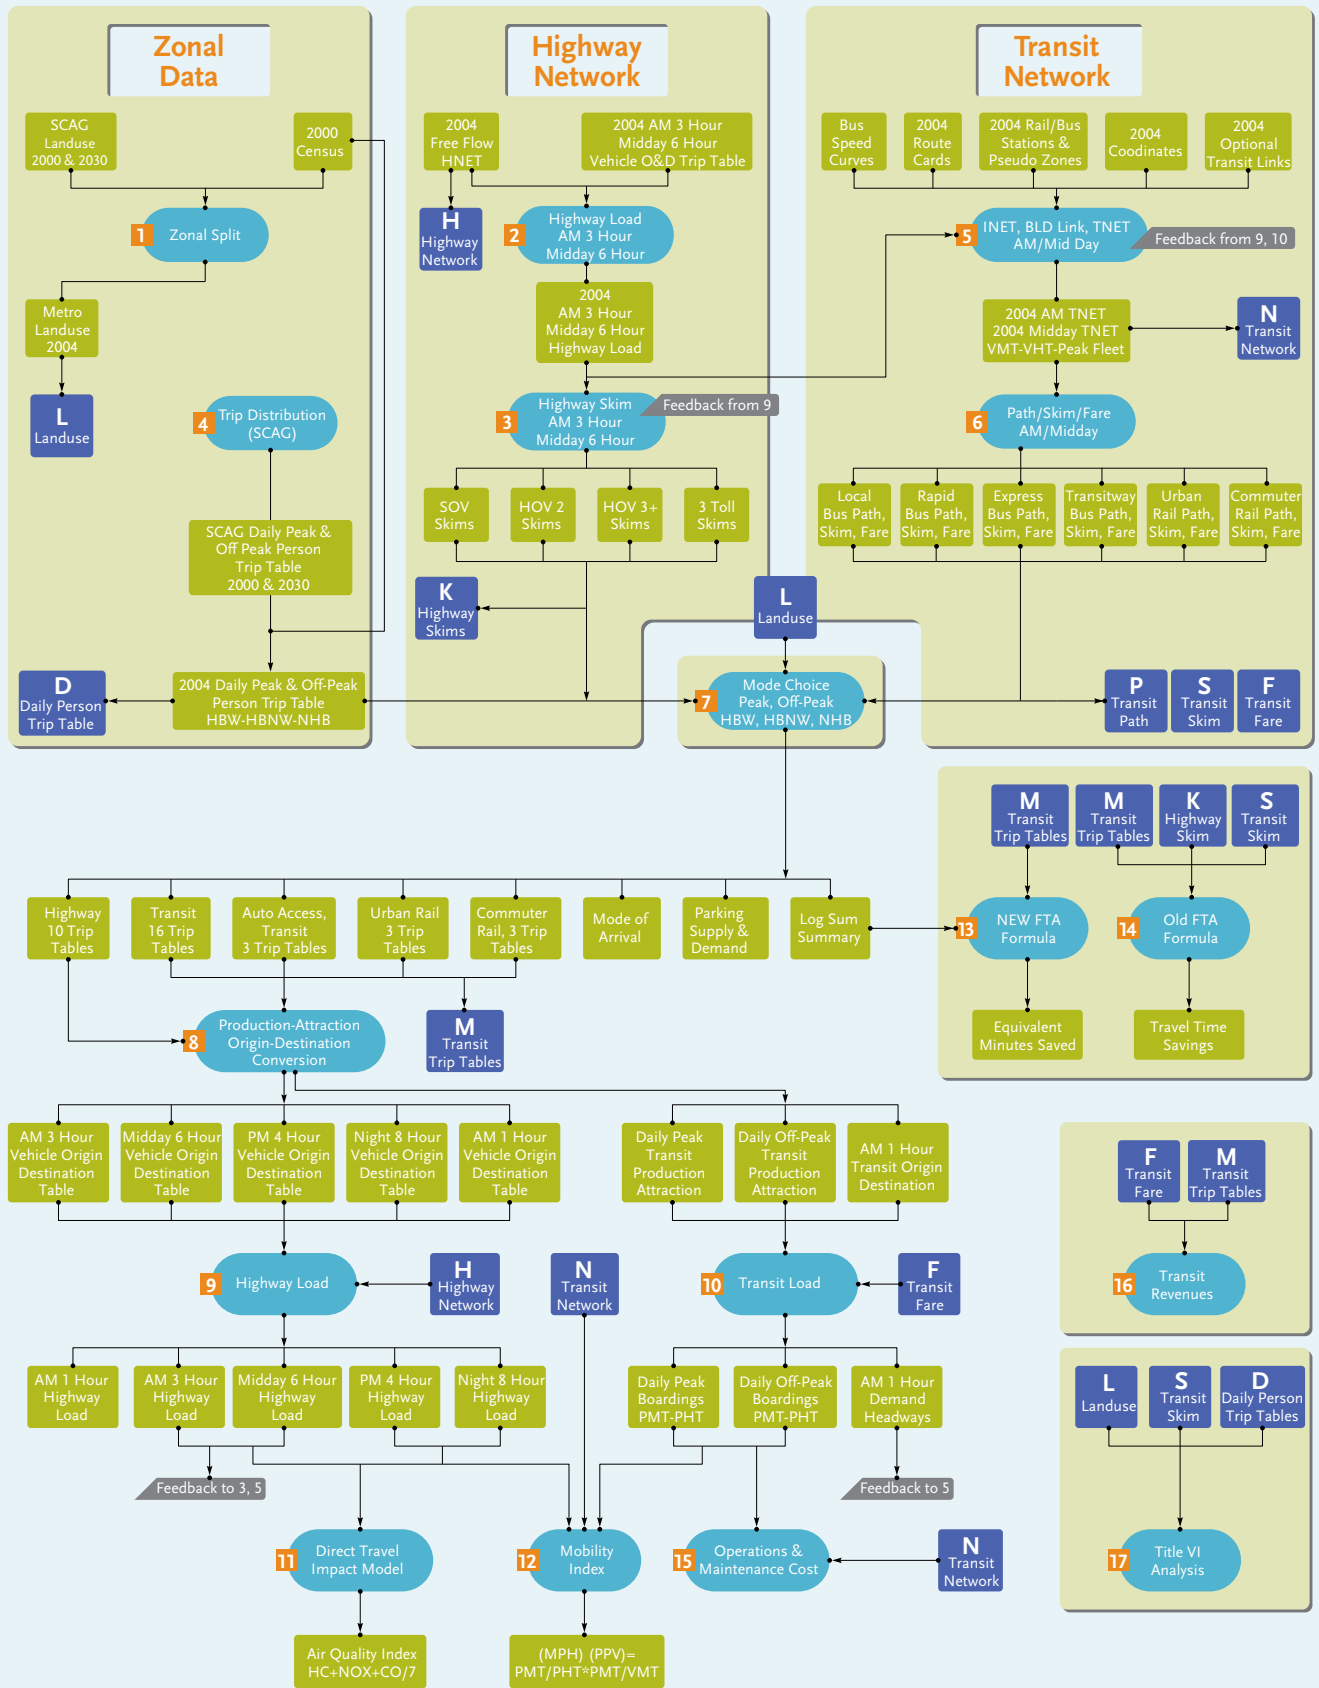 Zonal
Data
SCAG
Landuse
2000 & 2030
2000
Census
1
Zonal Split
Metro
Landuse
2004
L
Landuse
4
Trip Distribution
(SCAG)
SCAG Daily Peak &
Off Peak Person
Trip Table
2000 & 2030
D
Daily Person
Trip Table
2004 Daily Peak & Off-Peak
Person Trip Table
HBW-HBNW-NHB
Highway
Network
2004
Free Flow
HNET
2004 AM 3 Hour
Midday 6 Hour
Vehicle O&D Trip Table
H
Highway
Network
2
Highway Load
AM 3 Hour
Midday 6 Hour
2004
AM 3 Hour
Midday 6 Hour
Highway Load
3
Highway Skim
AM 3 Hour
Midday 6 Hour
Feedback from 9
SOV
Skims
HOV 2
Skims
HOV 3+
Skims
3 Toll
Skims
K
Highway
Skims
L
Landuse
7
Mode Choice
Peak, Off-Peak
HBW, HBNW, NHB
Transit
Network
Bus
Speed
Curves
2004
Route
Cards
2004 Rail/Bus
Stations &
Pseudo Zones
2004
Coodinates
2004
Optional
Transit Links
5
INET, BLD Link, TNET
AM/Mid Day
Feedback from 9, 10
2004 AM TNET
2004 Midday TNET
VMT-VHT-Peak Fleet
N
Transit
Network
6
Path/Skim/Fare
AM/Midday
Local
Bus Path,
Skim, Fare
Rapid
Bus Path,
Skim, Fare
Express
Bus Path,
Skim, Fare
Transitway
Bus Path,
Skim, Fare
Urban
Rail Path,
Skim, Fare
Commuter
Rail Path,
Skim, Fare
P
Transit
Path
S
Transit
Skim
F
Transit
Fare
M
Transit
Trip Tables
M
Transit
Trip Tables
K
Highway
Skim
S
Transit
Skim
13
NEW FTA
Formula
14
Old FTA
Formula
Equivalent
Minutes Saved
Travel Time
Savings
Highway
10 Trip
Tables
Transit
16 Trip
Tables
Auto Access,
Transit
3 Trip Tables
Urban Rail
3 Trip
Tables
Commuter
Rail, 3 Trip
Tables
Mode of
Arrival
Parking
Supply &
Demand
Log Sum
Summary
8
Production-Attraction
Origin-Destination
Conversion
M
Transit
Trip Tables
AM 3 Hour
Vehicle Origin
Destination
Table
Midday 6 Hour
Vehicle Origin
Destination
Table
PM 4 Hour
Vehicle Origin
Destination
Table
Night 8 Hour
Vehicle Origin
Destination
Table
AM 1 Hour
Vehicle Origin
Destination
Table
Daily Peak
Transit
Production
Attraction
Daily Off-Peak
Transit
Production
Attraction
AM 1 Hour
Transit Origin
Destination
9
Highway Load
H
Highway
Network
N
Transit
Network
10
Transit Load
F
Transit
Fare
AM 1 Hour
Highway
Load
AM 3 Hour
Highway
Load
Midday 6 Hour
Highway
Load
PM 4 Hour
Highway
Load
Night 8 Hour
Highway
Load
Daily Peak
Boardings
PMT-PHT
Daily Off-Peak
Boardings
PMT-PHT
AM 1 Hour
Demand
Headways
Feedback to 3, 5
Feedback to 5
11
Direct Travel
Impact Model
12
Mobility
Index
15
Operations &
Maintenance Cost
N
Transit
Network
Air Quality Index
HC+NOX+CO/7
(MPH) (PPV)=
PMT/PHT*PMT/VMT
F
Transit
Fare
M
Transit
Trip Tables
16
Transit
Revenues
L
Landuse
S
Transit
Skim
D
Daily Person
Trip Tables
17
Title VI
Analysis